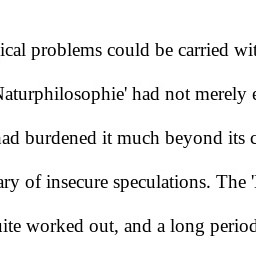 ical problems could be carried wit
Naturphilosophie' had not merely e
had burdened it much beyond its c
ary of insecure speculations. The '
uite worked out, and a long period